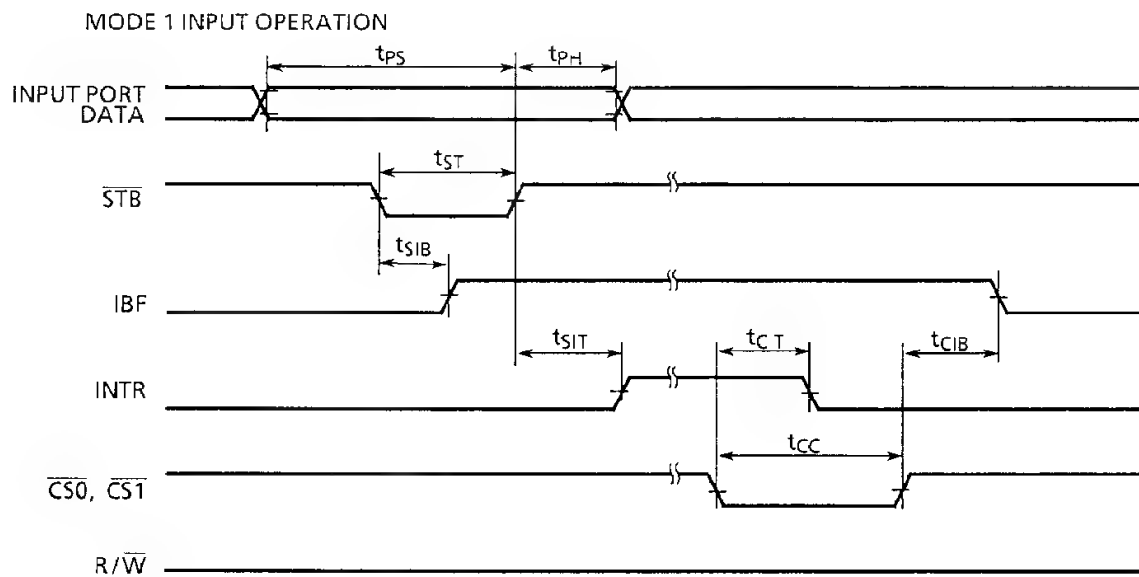 MODE 1 INPUT OPERATION
tPS
tPH
INPUT PORT
DATA
tST
STB
tSIB
IBF
tSIT
tCT
tCIB
INTR
tCC
CS0, CS1
R/W